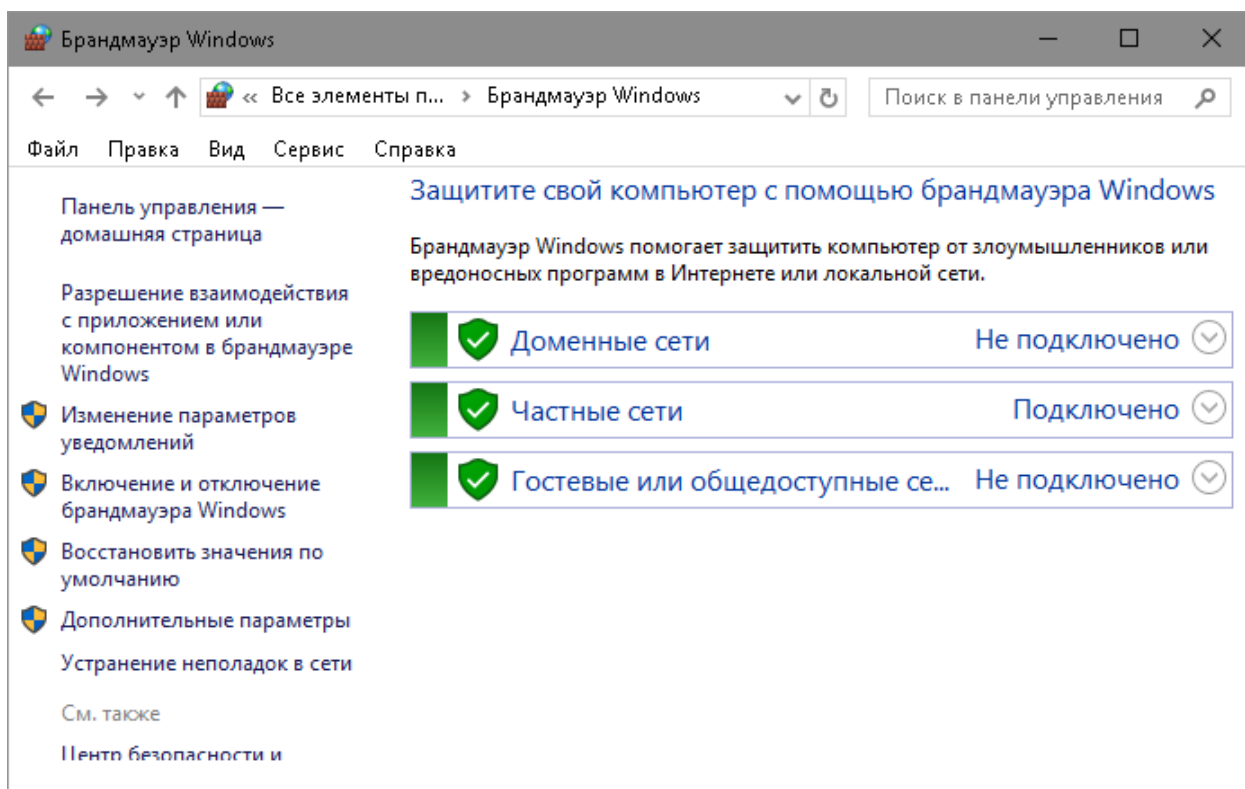 Брандмауэр Windows
« Все элементы п... › Брандмауэр Windows
Поиск в панели управления
Файл Правка Вид Сервис Справка
Панель управления —
домашняя страница
Разрешение взаимодействия
с приложением или
компонентом в брандмауэре
Windows
Изменение параметров
уведомлений
Включение и отключение
брандмауэра Windows
Восстановить значения по
умолчанию
Дополнительные параметры
Устранение неполадок в сети
См. также
Центр безопасности и
Защитите свой компьютер с помощью брандмауэра Windows
Брандмауэр Windows помогает защитить компьютер от злоумышленников или
вредоносных программ в Интернете или локальной сети.
Доменные сети Не подключено
Частные сети Подключено
Гостевые или общедоступные се... Не подключено